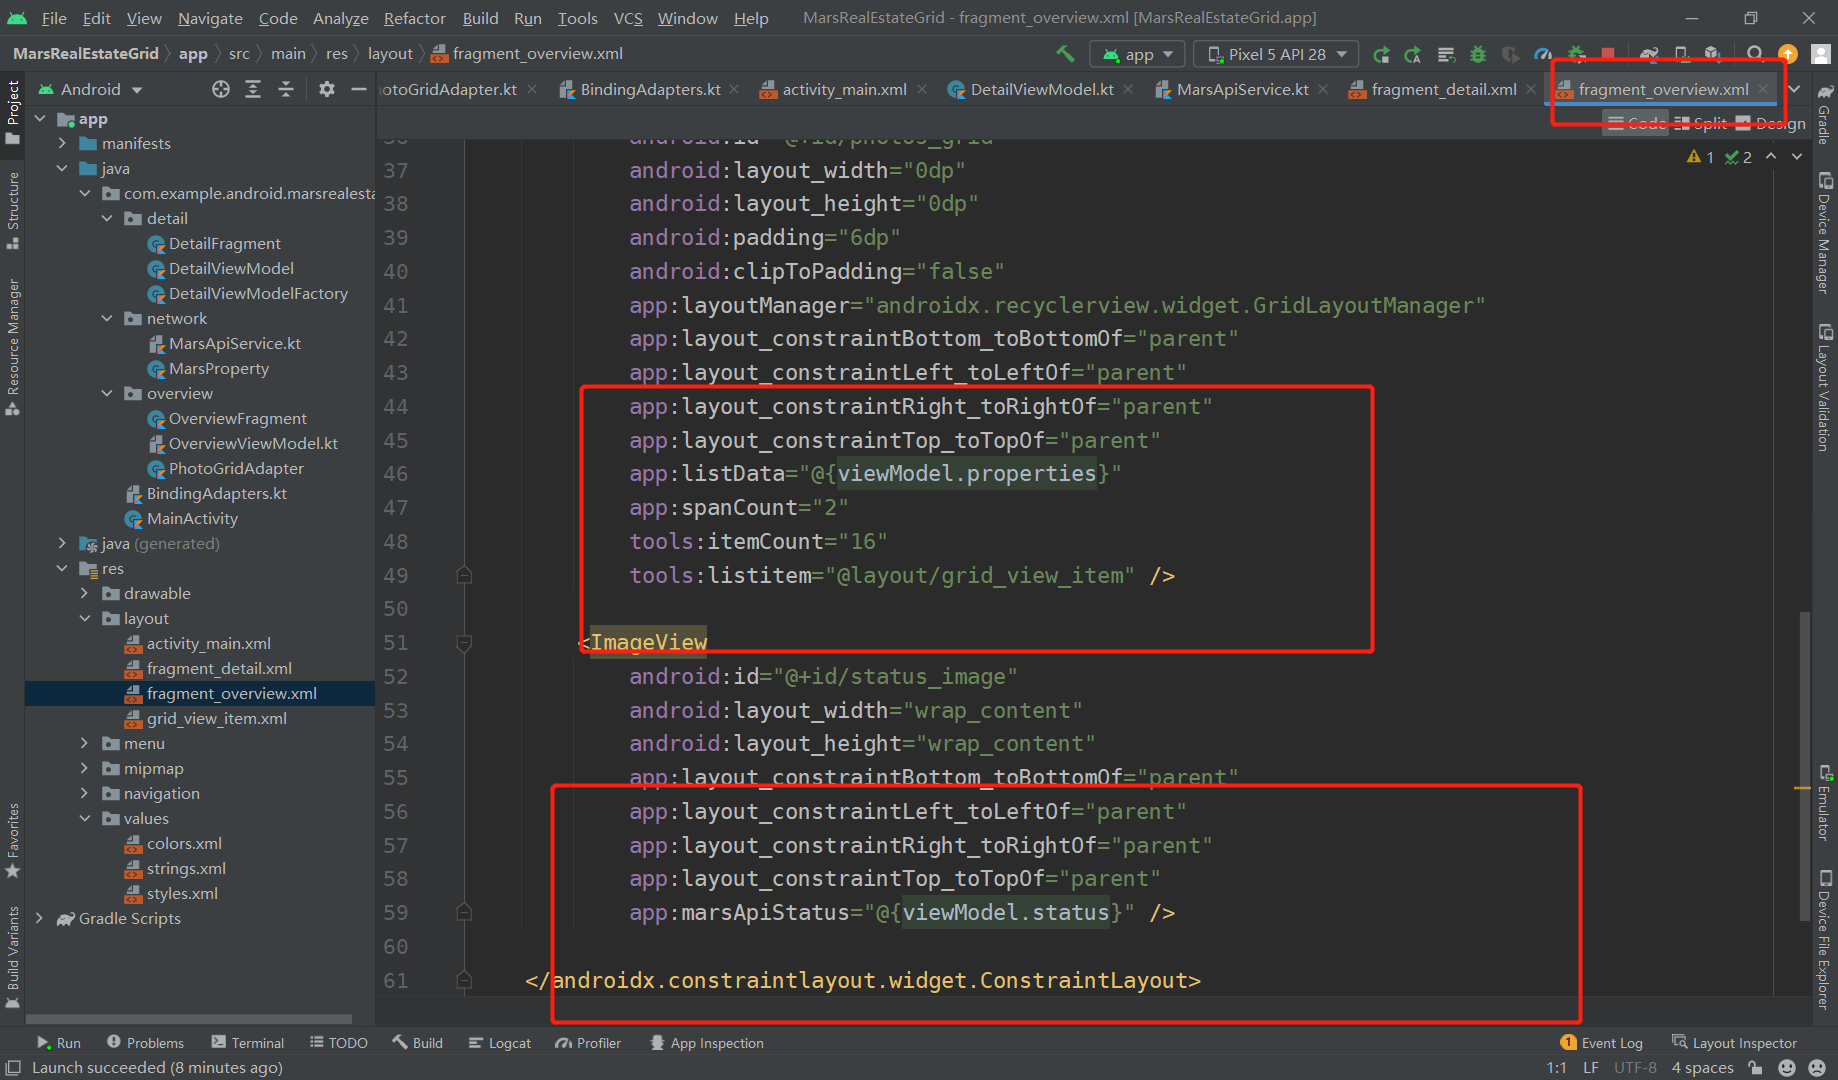 File Edit View Navigate Code Analyze Refactor Build Run Tools VCS Window Help MarsRealEstateGrid - fragment_overview.xml [MarsRealEstateGrid.app]
MarsRealEstateGrid app src main res layout fragment_overview.xml app Pixel 5 API 28
Android
otoGridAdapter.kt BindingAdapters.kt activity_main.xml DetailViewModel.kt MarsApiService.kt fragment_detail.xml fragment_overview.xml
Code Split Design
1 2
Project
Structure
Resource Manager
Favorites
Build Variants
app
manifests
java
com.example.android.marsrealesta
detail
DetailFragment
DetailViewModel
DetailViewModelFactory
network
MarsApiService.kt
MarsProperty
overview
OverviewFragment
OverviewViewModel.kt
PhotoGridAdapter
BindingAdapters.kt
MainActivity
java (generated)
res
drawable
layout
activity_main.xml
fragment_detail.xml
fragment_overview.xml
grid_view_item.xml
menu
mipmap
navigation
values
colors.xml
strings.xml
styles.xml
Gradle Scripts
36 android:id="@+id/photos_grid"
37 android:layout_width="0dp"
38 android:layout_height="0dp"
39 android:padding="6dp"
40 android:clipToPadding="false"
41 app:layoutManager="androidx.recyclerview.widget.GridLayoutManager"
42 app:layout_constraintBottom_toBottomOf="parent"
43 app:layout_constraintLeft_toLeftOf="parent"
44 app:layout_constraintRight_toRightOf="parent"
45 app:layout_constraintTop_toTopOf="parent"
46 app:listData="@{viewModel.properties}"
47 app:spanCount="2"
48 tools:itemCount="16"
49 tools:listitem="@layout/grid_view_item" />
50
51 <ImageView
52 android:id="@+id/status_image"
53 android:layout_width="wrap_content"
54 android:layout_height="wrap_content"
55 app:layout_constraintBottom_toBottomOf="parent"
56 app:layout_constraintLeft_toLeftOf="parent"
57 app:layout_constraintRight_toRightOf="parent"
58 app:layout_constraintTop_toTopOf="parent"
59 app:marsApiStatus="@{viewModel.status}" />
60
61 </androidx.constraintlayout.widget.ConstraintLayout>
Gradle
Device Manager
Layout Validation
Emulator
Device File Explorer
Run Problems Terminal TODO Build Logcat Profiler App Inspection 1 Event Log Layout Inspector
Launch succeeded (8 minutes ago) 1:1 LF UTF-8 4 spaces